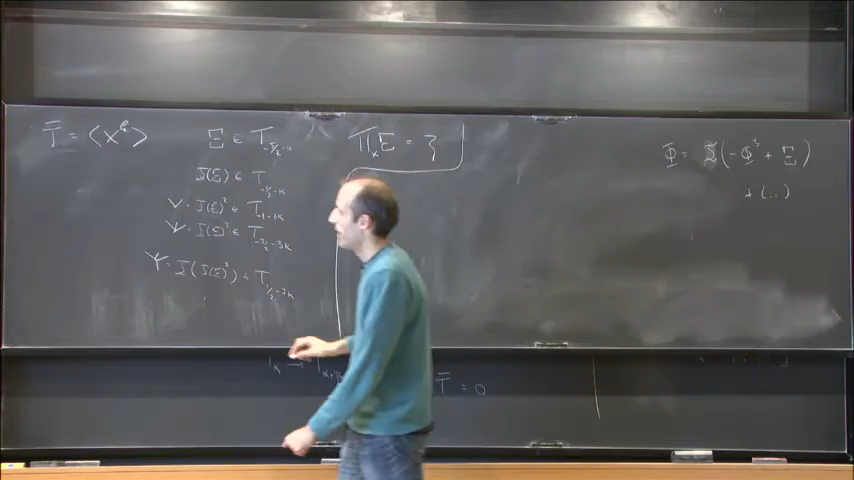 T̄ = ⟨X^k⟩
Ξ ∈ T_{-5/2-κ}
Π_x Ξ = ξ
I(Ξ) ∈ T_{-1/2-κ}
I(Ξ)² ∈ T_{-1-2κ}
I(Ξ)³ ∈ T_{-3/2-3κ}
I(I(Ξ)³) ∈ T_{1/2-3κ}
⋮
Φ = I(-Φ³ + Ξ)
+ (...)
T̄ = 0